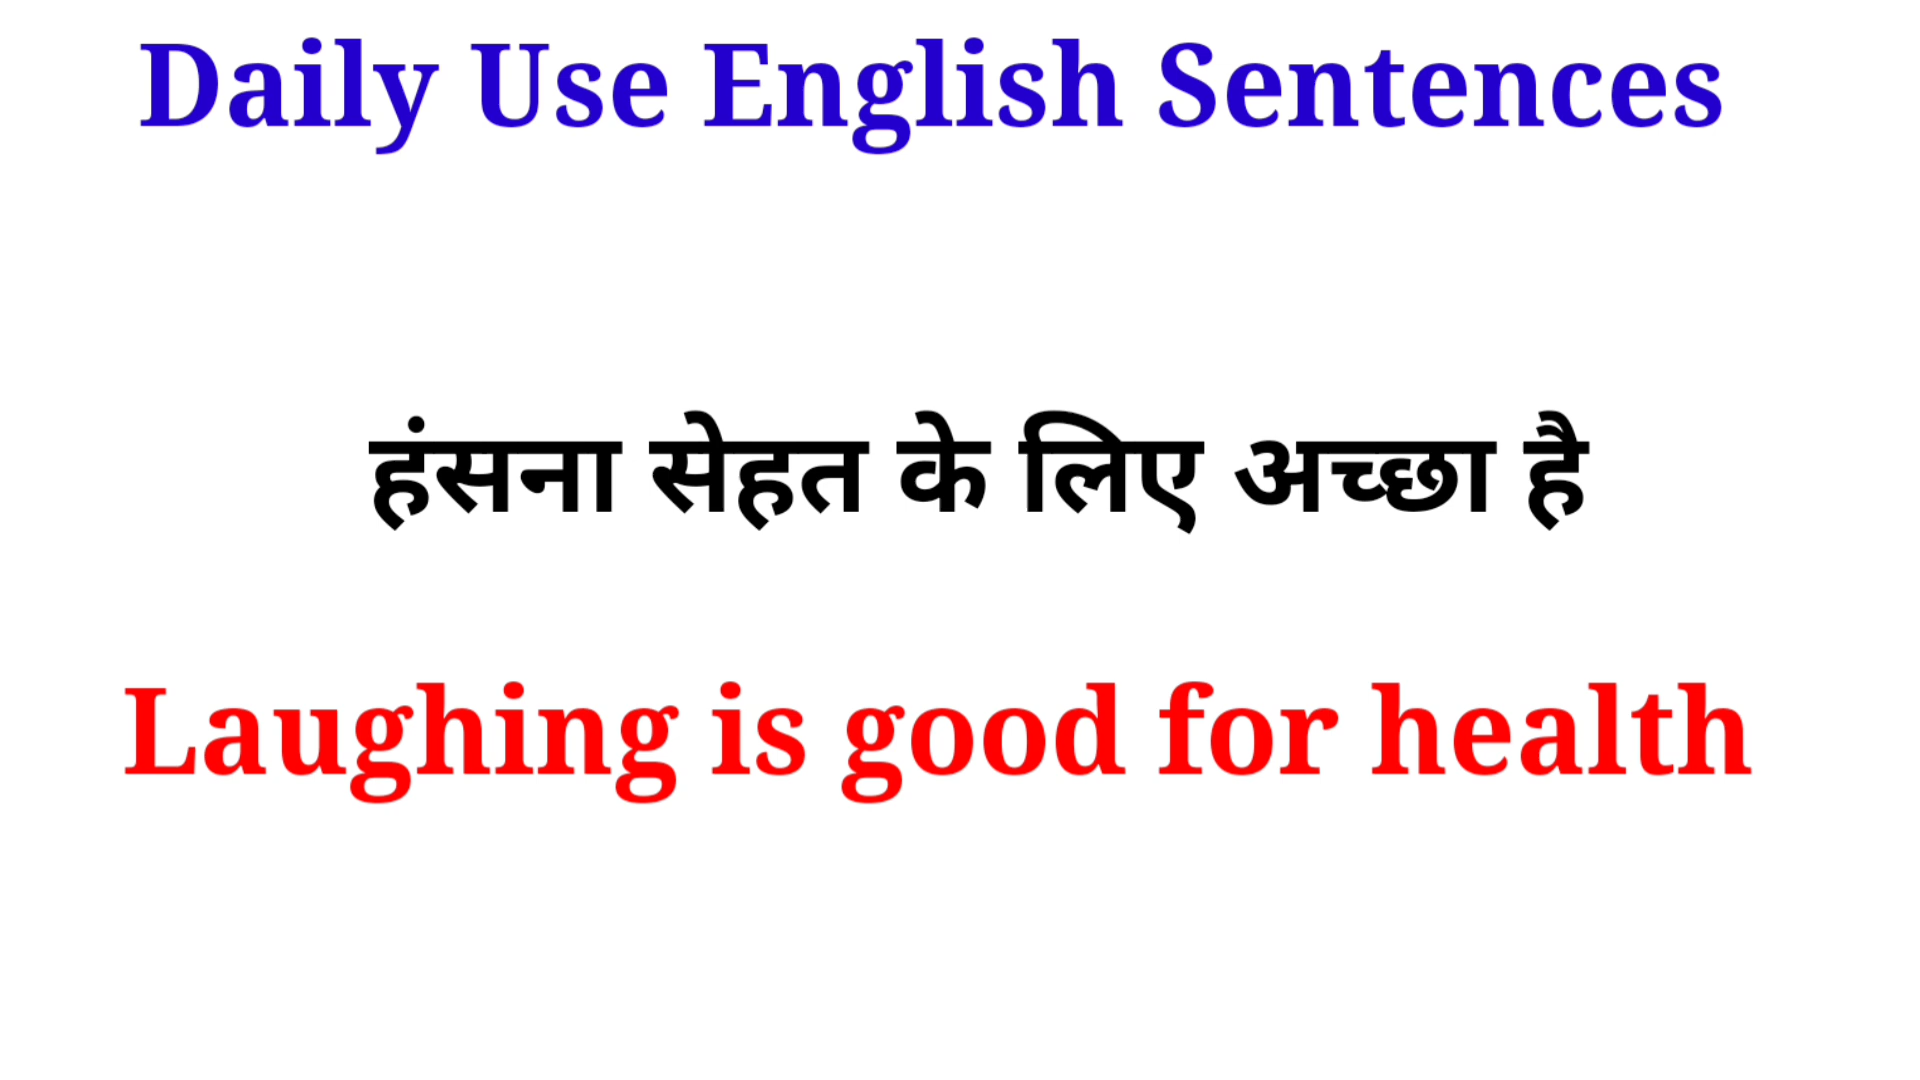 Daily Use English Sentences
हंसना सेहत के लिए अच्छा है
Laughing is good for health